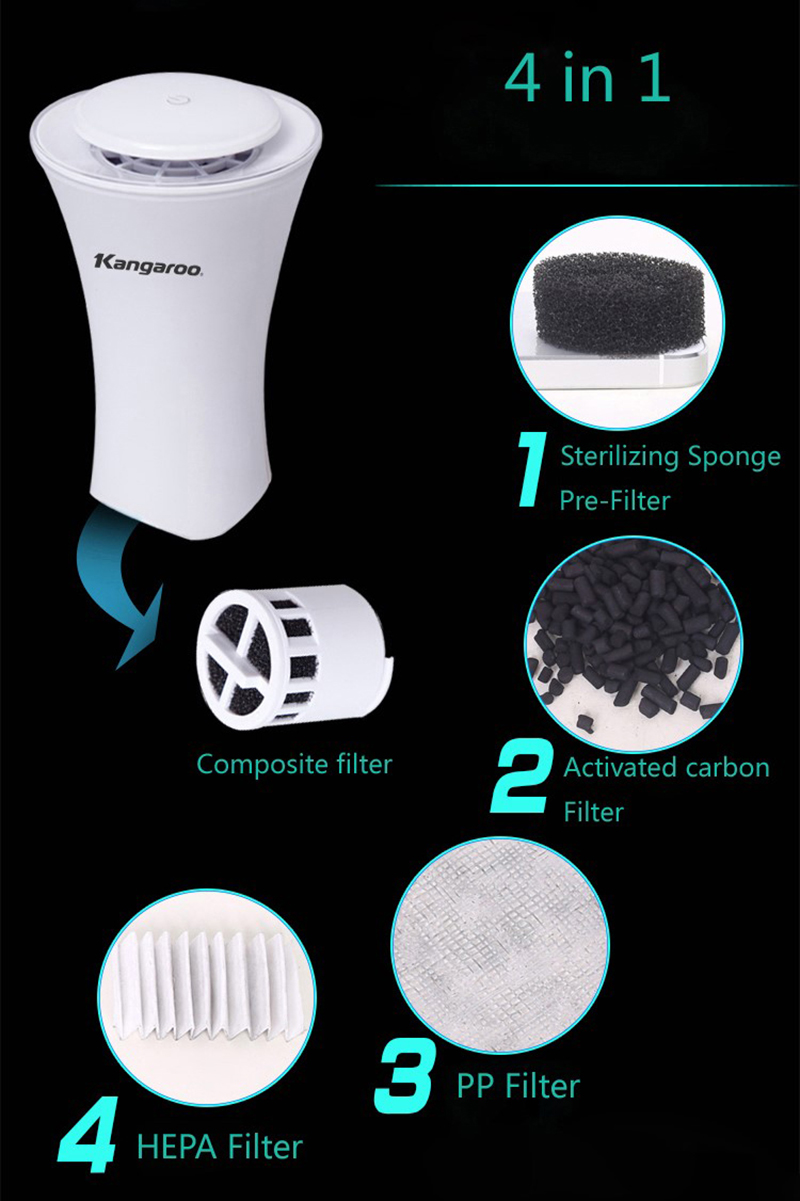 4 in 1
Kangaroo
1
Sterilizing Sponge
Pre-Filter
Composite filter
2
Activated carbon
Filter
3
PP Filter
4
HEPA Filter